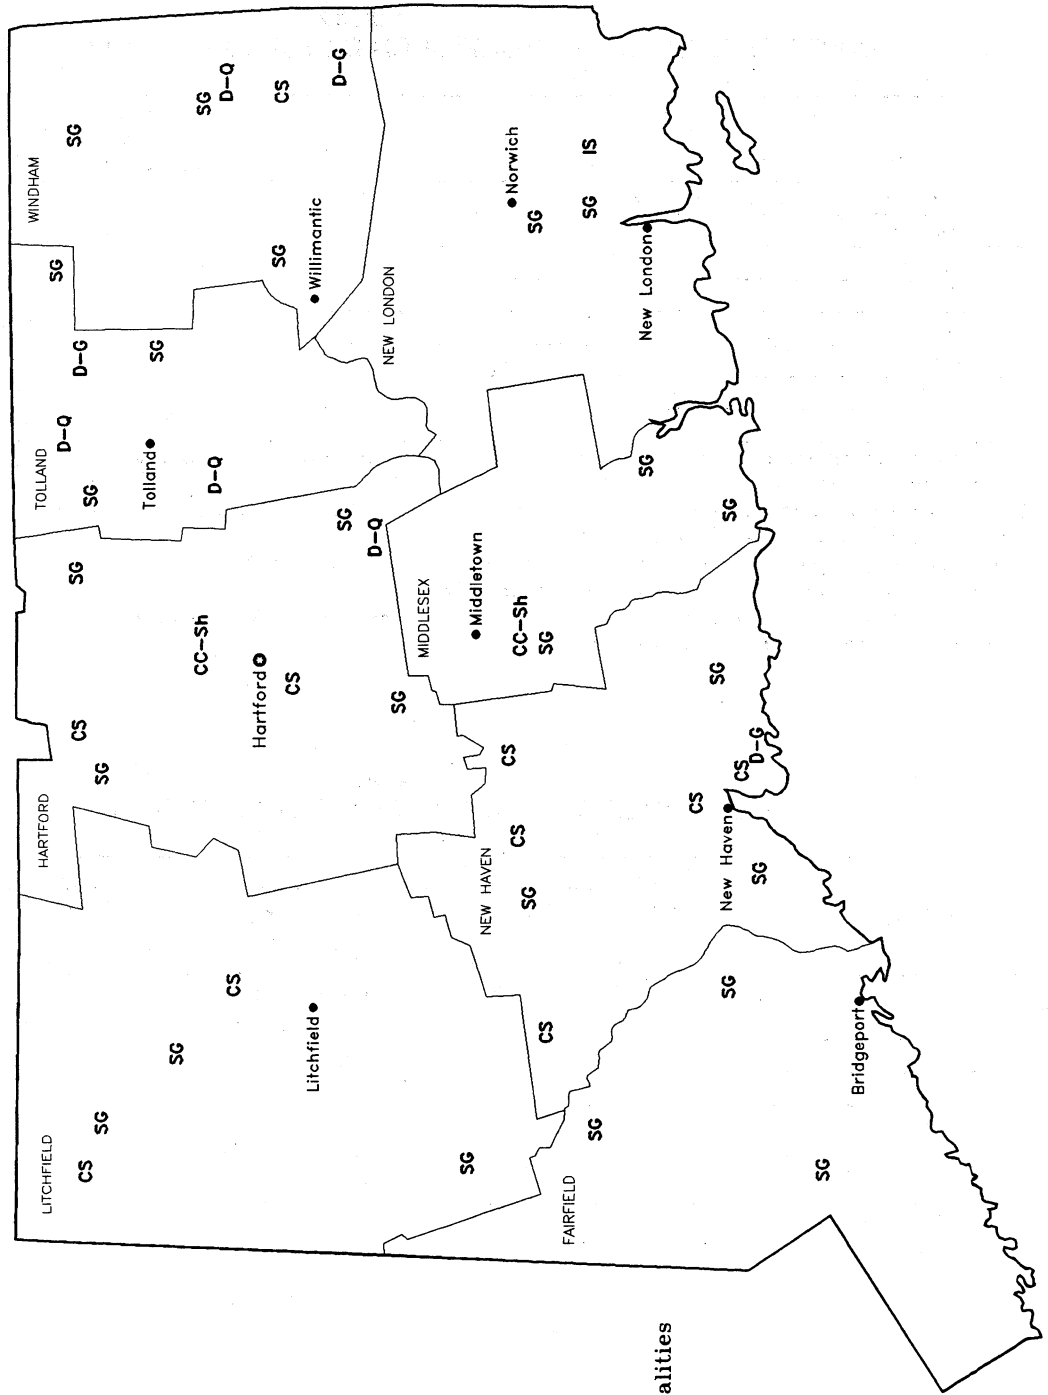 LITCHFIELD
HARTFORD
TOLLAND
WINDHAM
CS
SG
SG
CS
SG
CS
SG
CS
SG
D-Q
D-G
SG
SG
CC-Sh
Tolland
D-Q
SG
SG
D-Q
CS
D-G
Hartford
CS
SG
Willimantic
Litchfield
SG
D-Q
SG
MIDDLESEX
NEW LONDON
SG
NEW HAVEN
CS
Middletown
Norwich
SG
CS
CC-Sh
SG
SG
CS
FAIRFIELD
SG
SG
IS
SG
New London
CS
SG
SG
New Haven
CS
D-G
SG
SG
SG
Bridgeport
alities